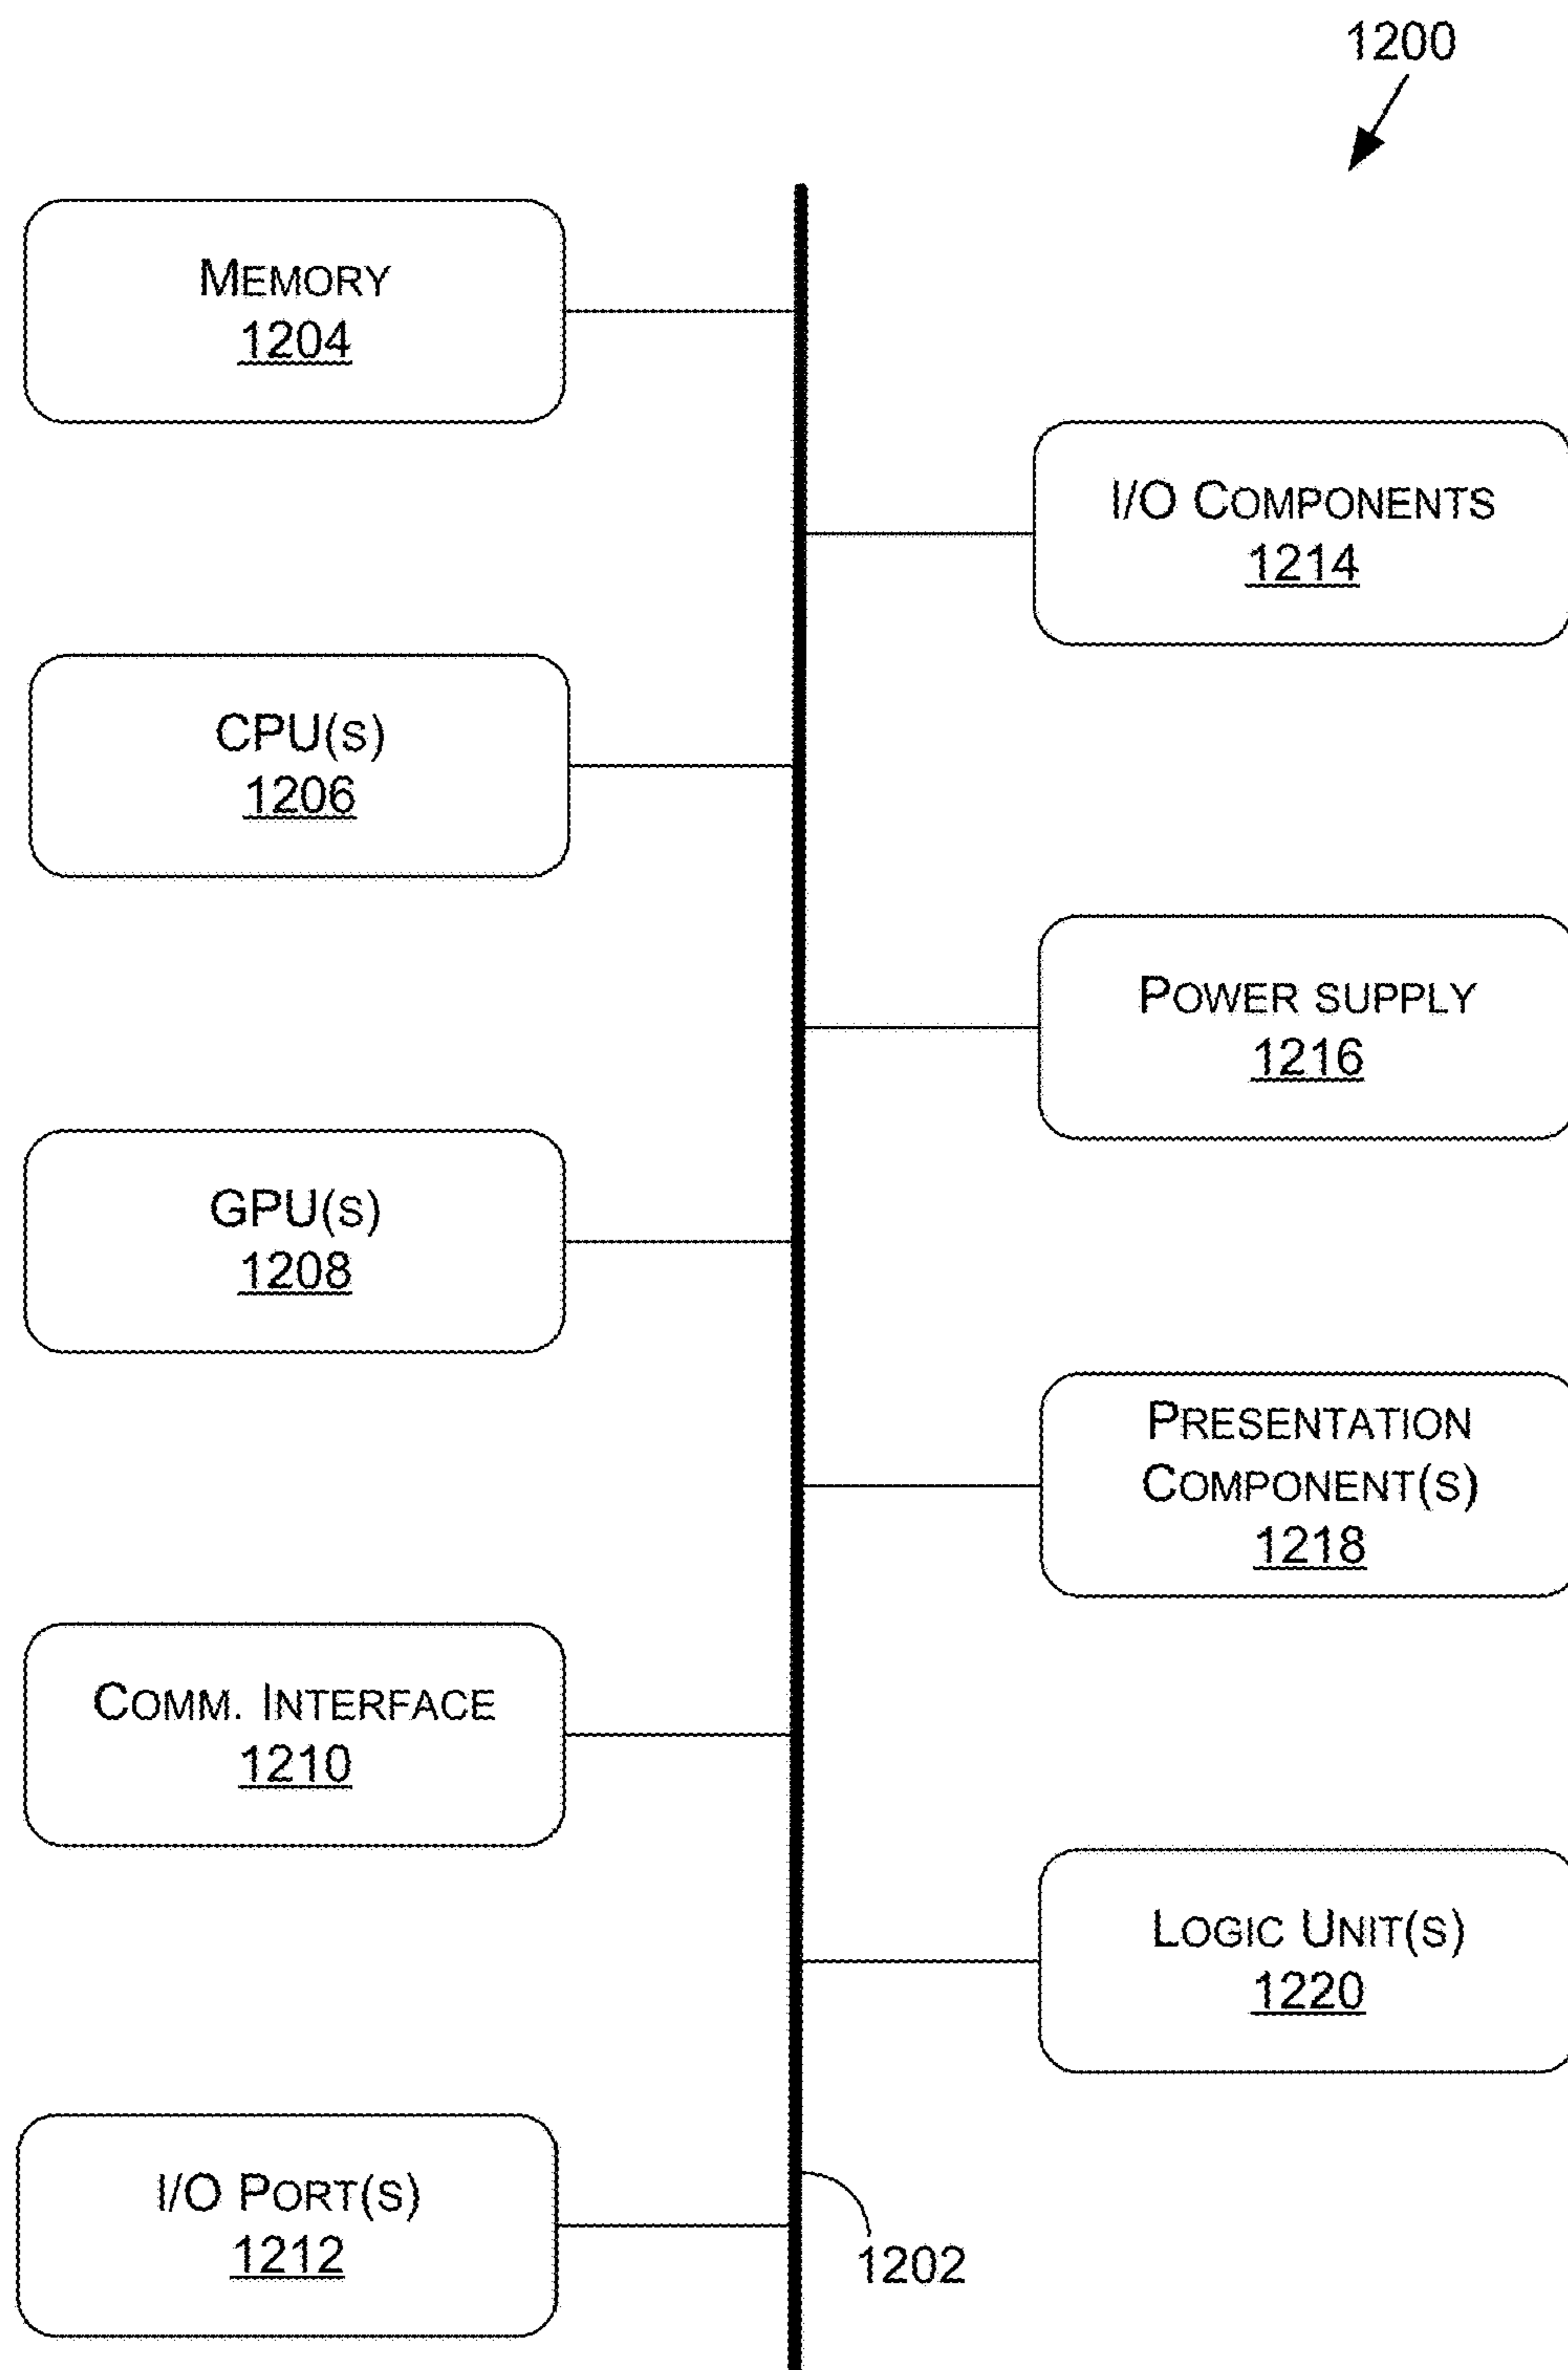 1200
MEMORY
1204
I/O COMPONENTS
1214
CPU(S)
1206
POWER SUPPLY
1216
GPU(S)
1208
PRESENTATION
COMPONENT(S)
1218
COMM. INTERFACE
1210
LOGIC UNIT(S)
1220
I/O PORT(S)
1212
1202